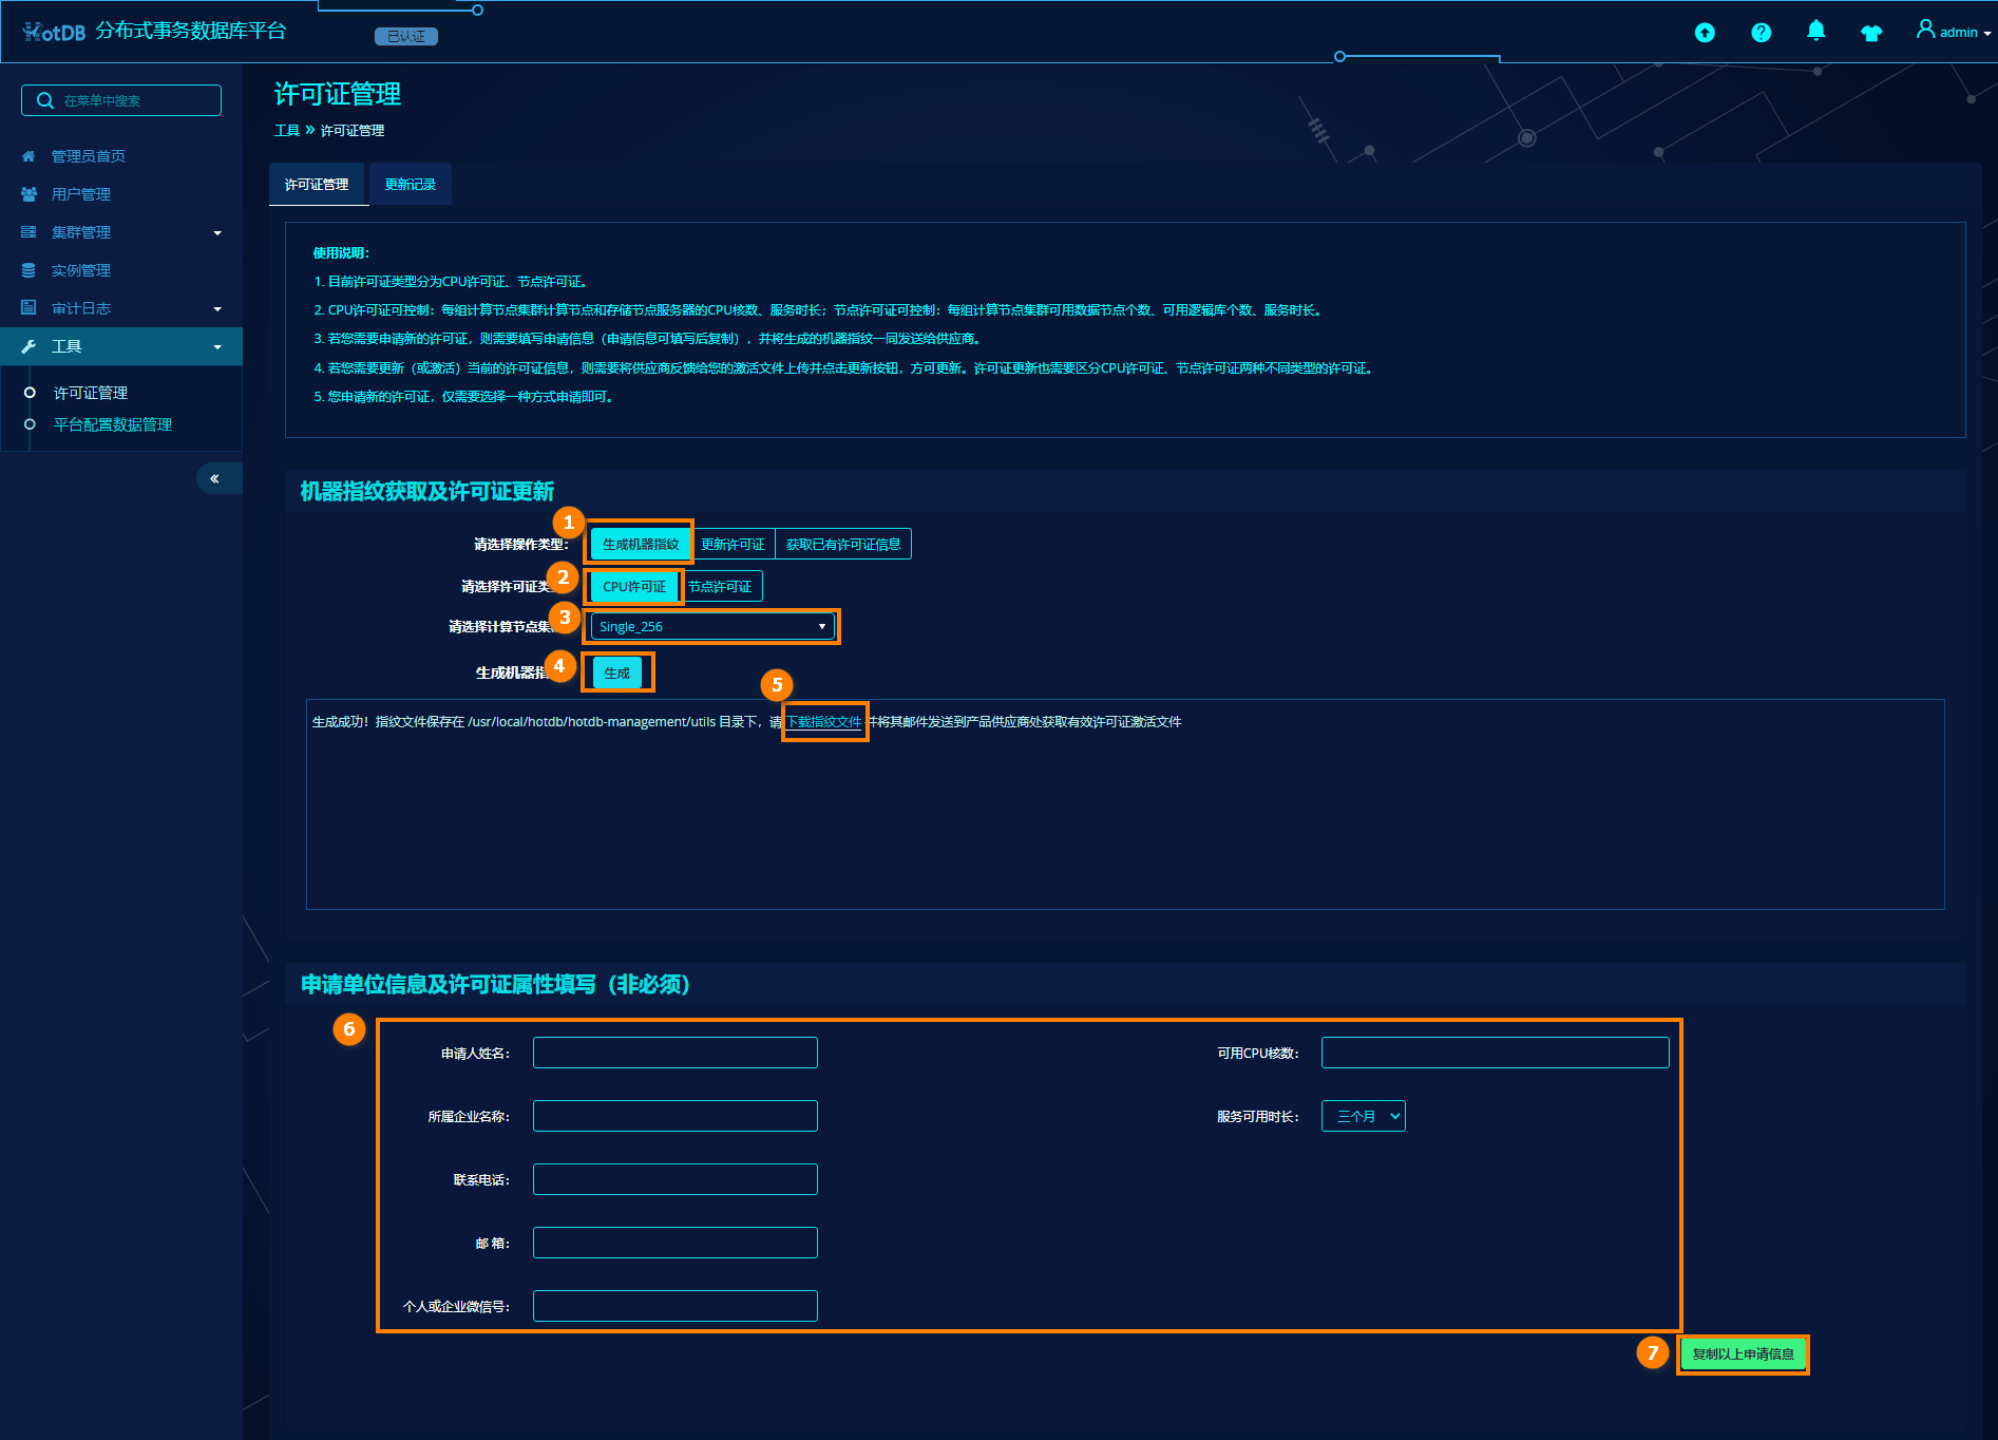 HotDB 分布式事务数据库平台
已认证
admin
在菜单中搜索
管理员首页
用户管理
集群管理
实例管理
审计日志
工具
许可证管理
平台配置数据管理
«
许可证管理
工具 » 许可证管理
许可证管理
更新记录
使用说明：
1. 目前许可证类型分为CPU许可证、节点许可证。
2. CPU许可证可控制：每组计算节点集群计算节点和存储节点服务器的CPU核数、服务时长；节点许可证可控制：每组计算节点集群可用数据节点个数、可用逻辑库个数、服务时长。
3. 若您需要申请新的许可证，则需要填写申请信息（申请信息可填写后复制），并将生成的机器指纹一同发送给供应商。
4. 若您需要更新（或激活）当前的许可证信息，则需要将供应商反馈给您的激活文件上传并点击更新按钮，方可更新。许可证更新也需要区分CPU许可证、节点许可证两种不同类型的许可证。
5. 您申请新的许可证，仅需要选择一种方式申请即可。
机器指纹获取及许可证更新
1
请选择操作类型： 生成机器指纹 更新许可证 获取已有许可证信息
2
请选择许可证类 CPU许可证 节点许可证
3
请选择计算节点集 Single_256
4
生成机器指 生成
5
生成成功！指纹文件保存在 /usr/local/hotdb/hotdb-management/utils 目录下，请 下载指纹文件 并将其邮件发送到产品供应商处获取有效许可证激活文件
申请单位信息及许可证属性填写（非必须）
6
申请人姓名： 可用CPU核数：
所属企业名称： 服务可用时长： 三个月
联系电话：
邮 箱：
个人或企业微信号：
7
复制以上申请信息